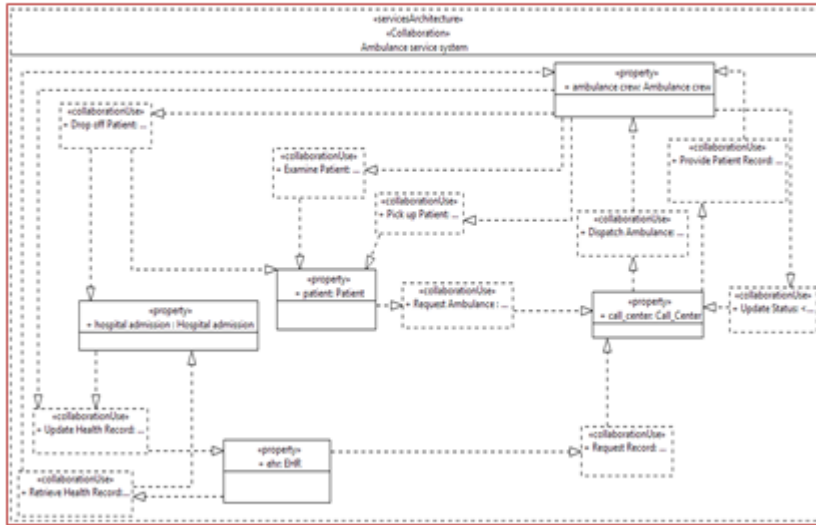 «servicesArchitecture»
«Collaboration»
Ambulance service system
«property»
+ ambulance crew: Ambulance crew
«collaborationUse»
+ Drop off Patient: ...
«collaborationUse»
+ Provide Patient Record: ...
«collaborationUse»
+ Examine Patient: ...
«collaborationUse»
+ Pick up Patient: ...
«collaborationUse»
+ Dispatch Ambulance: ...
«property»
+ patient: Patient
«collaborationUse»
+ Request Ambulance : ...
«property»
+ call_center: Call_Center
«collaborationUse»
+ Update Status: <...
«property»
+ hospital admission : Hospital admission
«collaborationUse»
+ Update Health Record: ...
«property»
+ ehr: EHR
«collaborationUse»
+ Request Record: ...
«collaborationUse»
+ Retrieve Health Record:...